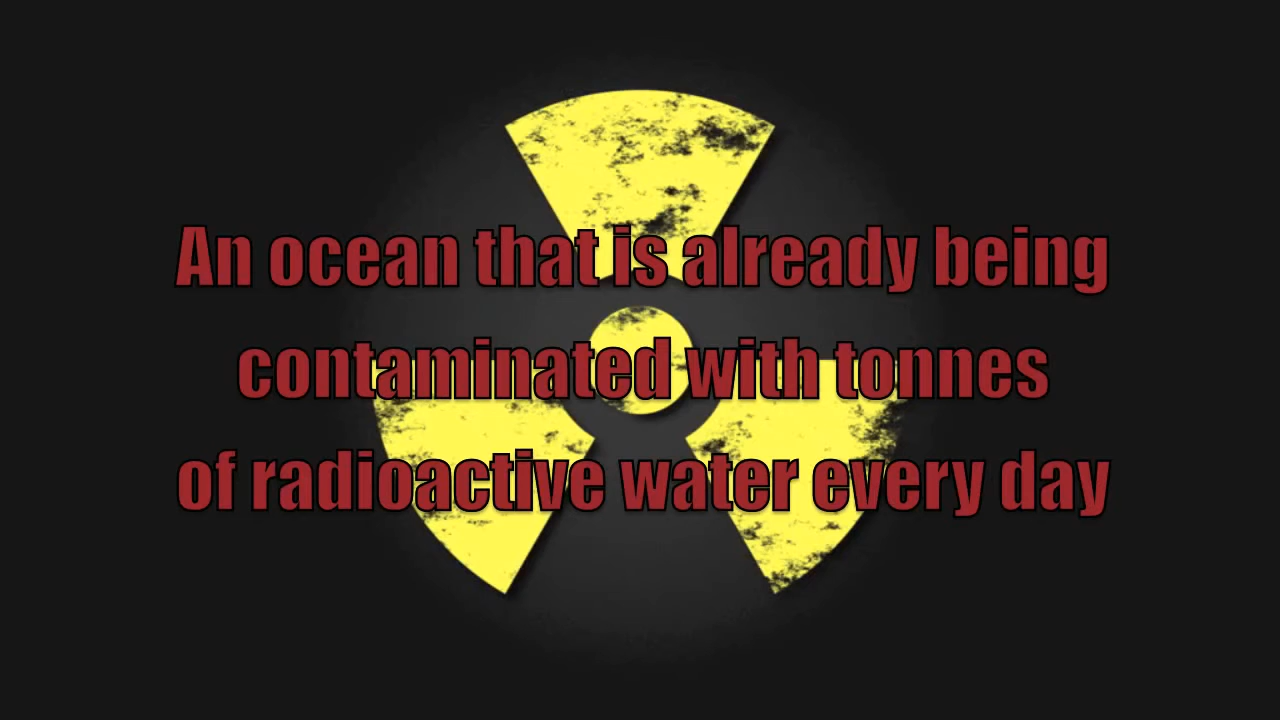 An ocean that is already being
contaminated with tonnes
of radioactive water every day